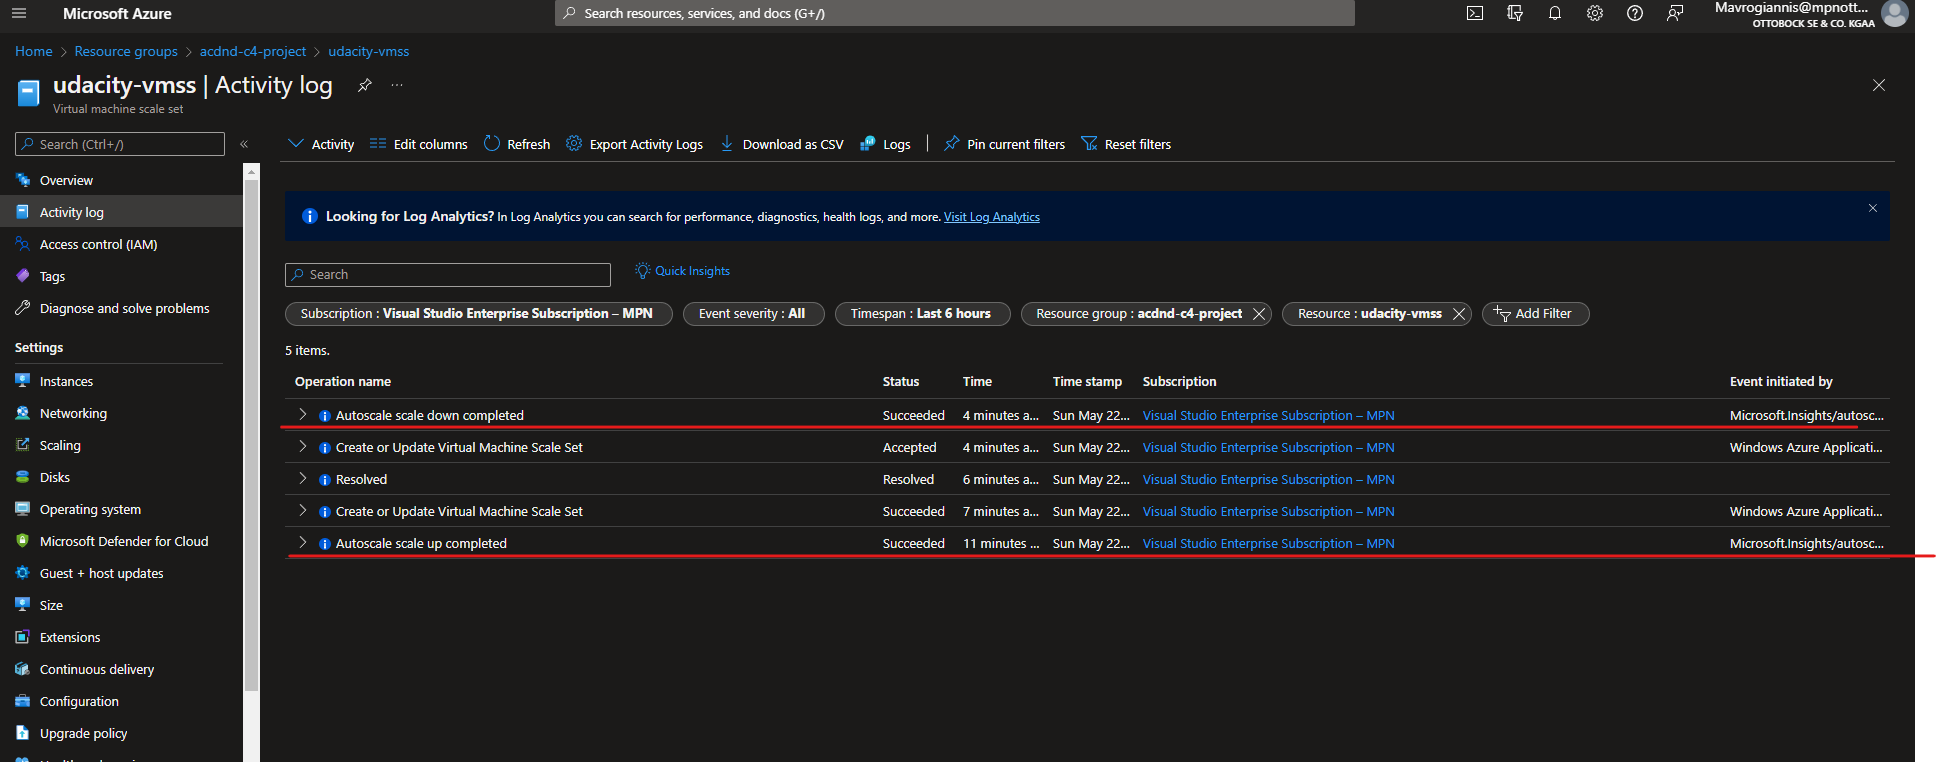 Microsoft Azure
Search resources, services, and docs (G+/)
Mavrogiannis@mpnott...
OTTOBOCK SE & CO. KGAA
Home > Resource groups > acdnd-c4-project > udacity-vmss
udacity-vmss | Activity log
Virtual machine scale set
Search (Ctrl+/)
Overview
Activity log
Access control (IAM)
Tags
Diagnose and solve problems
Settings
Instances
Networking
Scaling
Disks
Operating system
Microsoft Defender for Cloud
Guest + host updates
Size
Extensions
Continuous delivery
Configuration
Upgrade policy
Activity Edit columns Refresh Export Activity Logs Download as CSV Logs Pin current filters Reset filters
Looking for Log Analytics? In Log Analytics you can search for performance, diagnostics, health logs, and more. Visit Log Analytics
Search Quick Insights
Subscription : Visual Studio Enterprise Subscription – MPN Event severity : All Timespan : Last 6 hours Resource group : acdnd-c4-project Resource : udacity-vmss Add Filter
5 items.
Operation name Status Time Time stamp Subscription Event initiated by
Autoscale scale down completed Succeeded 4 minutes a... Sun May 22... Visual Studio Enterprise Subscription – MPN Microsoft.Insights/autosc...
Create or Update Virtual Machine Scale Set Accepted 4 minutes a... Sun May 22... Visual Studio Enterprise Subscription – MPN Windows Azure Applicati...
Resolved Resolved 6 minutes a... Sun May 22... Visual Studio Enterprise Subscription – MPN
Create or Update Virtual Machine Scale Set Succeeded 7 minutes a... Sun May 22... Visual Studio Enterprise Subscription – MPN Windows Azure Applicati...
Autoscale scale up completed Succeeded 11 minutes ... Sun May 22... Visual Studio Enterprise Subscription – MPN Microsoft.Insights/autosc...